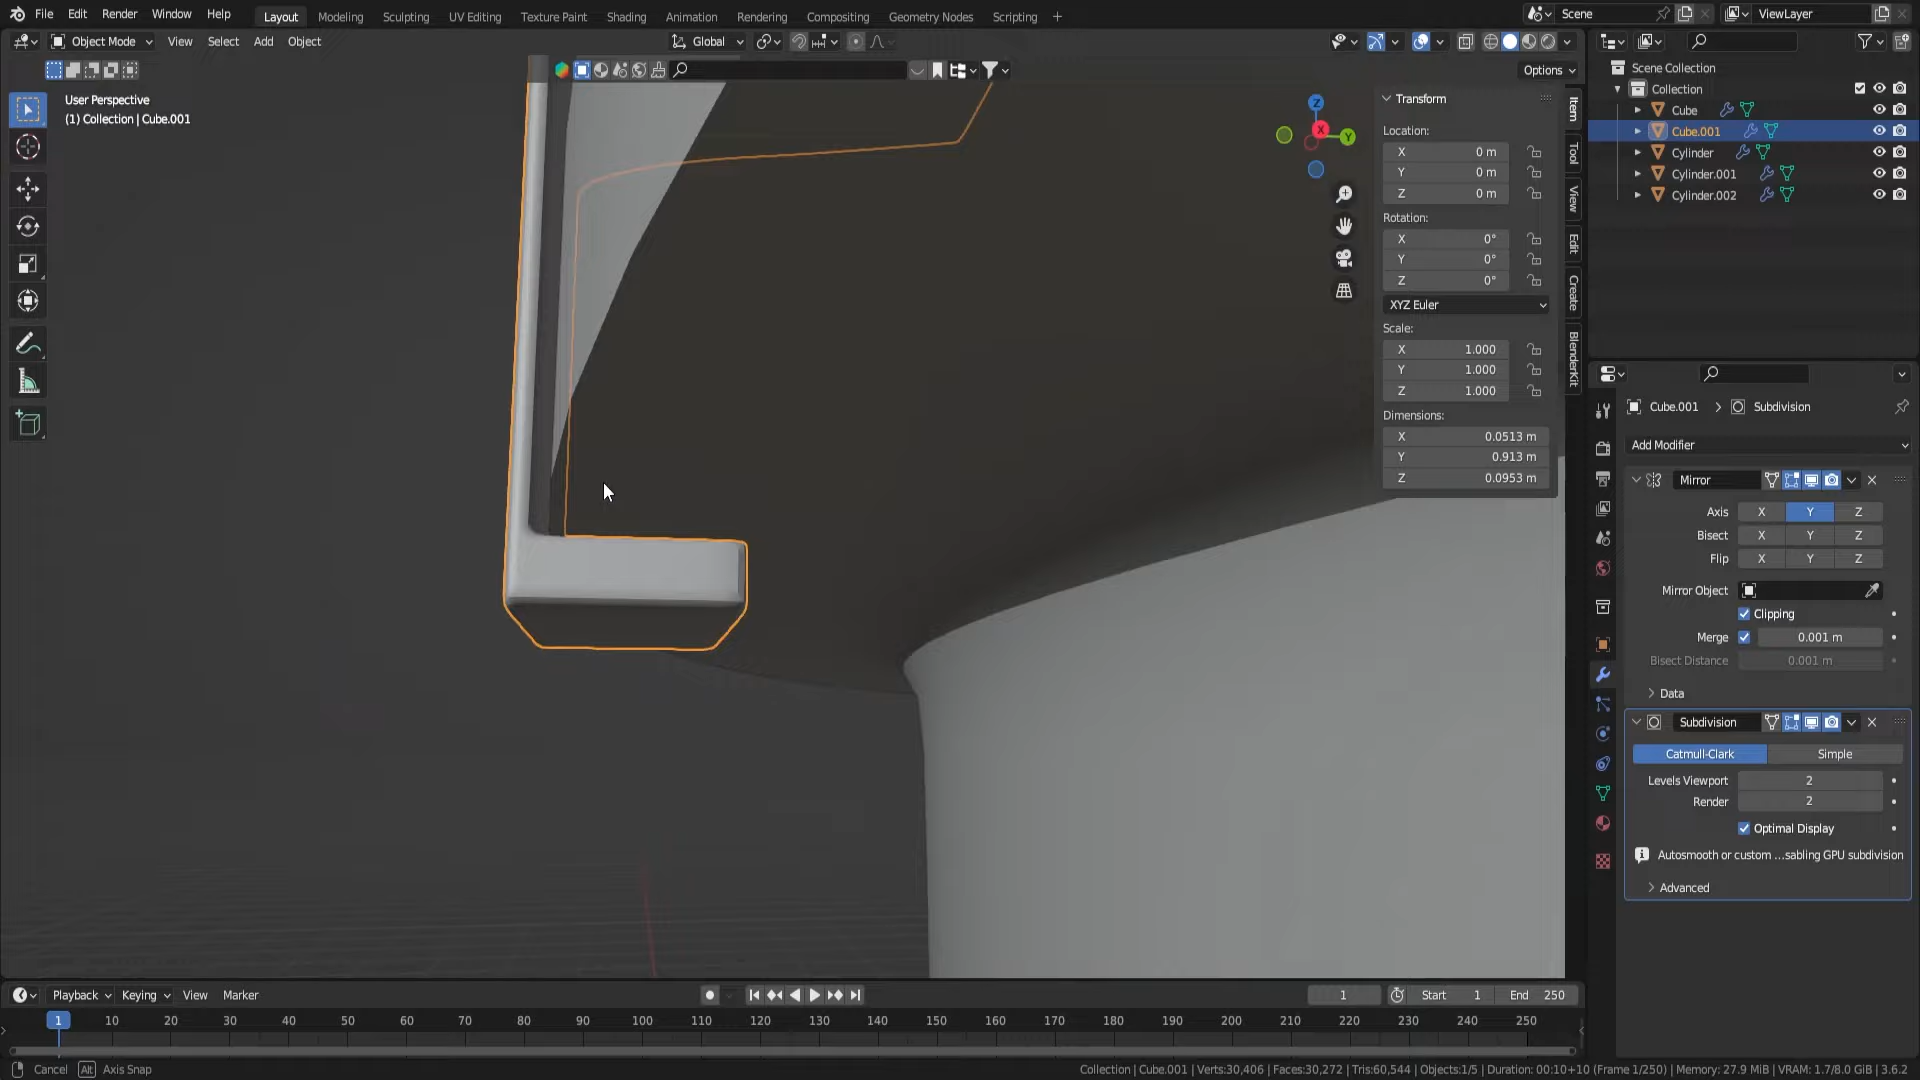 File Edit Render Window Help Layout Modeling Sculpting UV Editing Texture Paint Shading Animation Rendering Compositing Geometry Nodes Scripting + Scene ViewLayer
Object Mode View Select Add Object Global
Options
User Perspective
(1) Collection | Cube.001
Z
X
Y
Transform
Location:
X 0 m
Y 0 m
Z 0 m
Rotation:
X 0°
Y 0°
Z 0°
XYZ Euler
Scale:
X 1.000
Y 1.000
Z 1.000
Dimensions:
X 0.0513 m
Y 0.913 m
Z 0.0953 m
Item
Tool
View
Edit
Create
BlenderKit
Scene Collection
Collection
Cube
Cube.001
Cylinder
Cylinder.001
Cylinder.002
Cube.001 Subdivision
Add Modifier
Mirror
Axis X Y Z
Bisect X Y Z
Flip X Y Z
Mirror Object
Clipping
Merge 0.001 m
Bisect Distance 0.001 m
Data
Subdivision
Catmull-Clark Simple
Levels Viewport 2
Render 2
Optimal Display
Autosmooth or custom ...sabling GPU subdivision
Advanced
Playback Keying View Marker 1 Start 1 End 250
1 10 20 30 40 50 60 70 80 90 100 110 120 130 140 150 160 170 180 190 200 210 220 230 240 250
Cancel Alt Axis Snap Collection | Cube.001 | Verts:30,406 | Faces:30,272 | Tris:60,544 | Objects:1/5 | Duration: 00:10+10 (Frame 1/250) | Memory: 27.9 MiB | VRAM: 1.7/8.0 GiB | 3.6.2